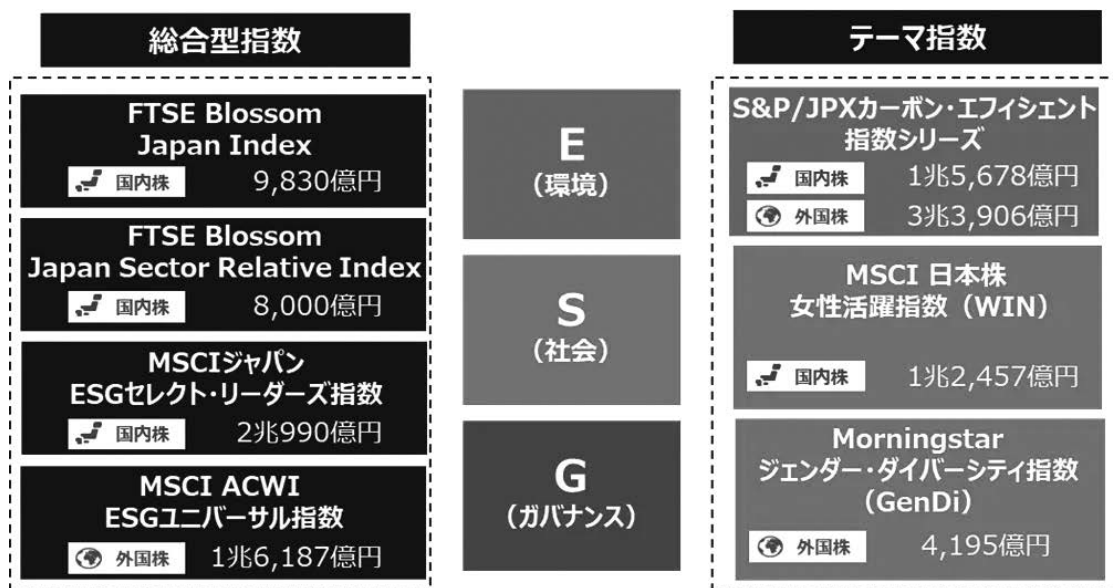 総合型指数
FTSE Blossom
Japan Index
国内株 9,830億円
FTSE Blossom
Japan Sector Relative Index
国内株 8,000億円
MSCIジャパン
ESGセレクト・リーダーズ指数
国内株 2兆990億円
MSCI ACWI
ESGユニバーサル指数
外国株 1兆6,187億円
E
（環境）
S
（社会）
G
（ガバナンス）
テーマ指数
S&P/JPXカーボン・エフィシェント
指数シリーズ
国内株 1兆5,678億円
外国株 3兆3,906億円
MSCI 日本株
女性活躍指数（WIN）
国内株 1兆2,457億円
Morningstar
ジェンダー・ダイバーシティ指数
（GenDi）
外国株 4,195億円